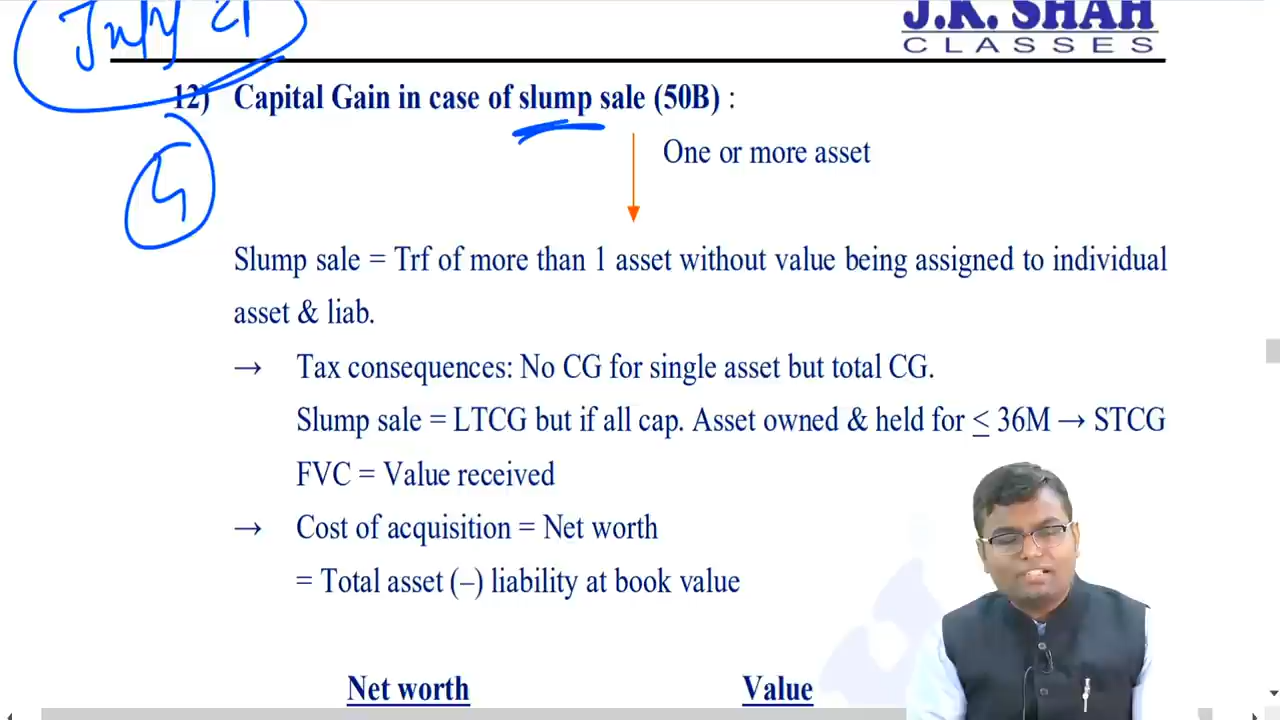 July 21
J.K. SHAH
CLASSES
12) Capital Gain in case of slump sale (50B) :
One or more asset
Slump sale = Trf of more than 1 asset without value being assigned to individual
asset & liab.
→ Tax consequences: No CG for single asset but total CG.
Slump sale = LTCG but if all cap. Asset owned & held for ≤ 36M → STCG
FVC = Value received
→ Cost of acquisition = Net worth
= Total asset (–) liability at book value
Net worth Value